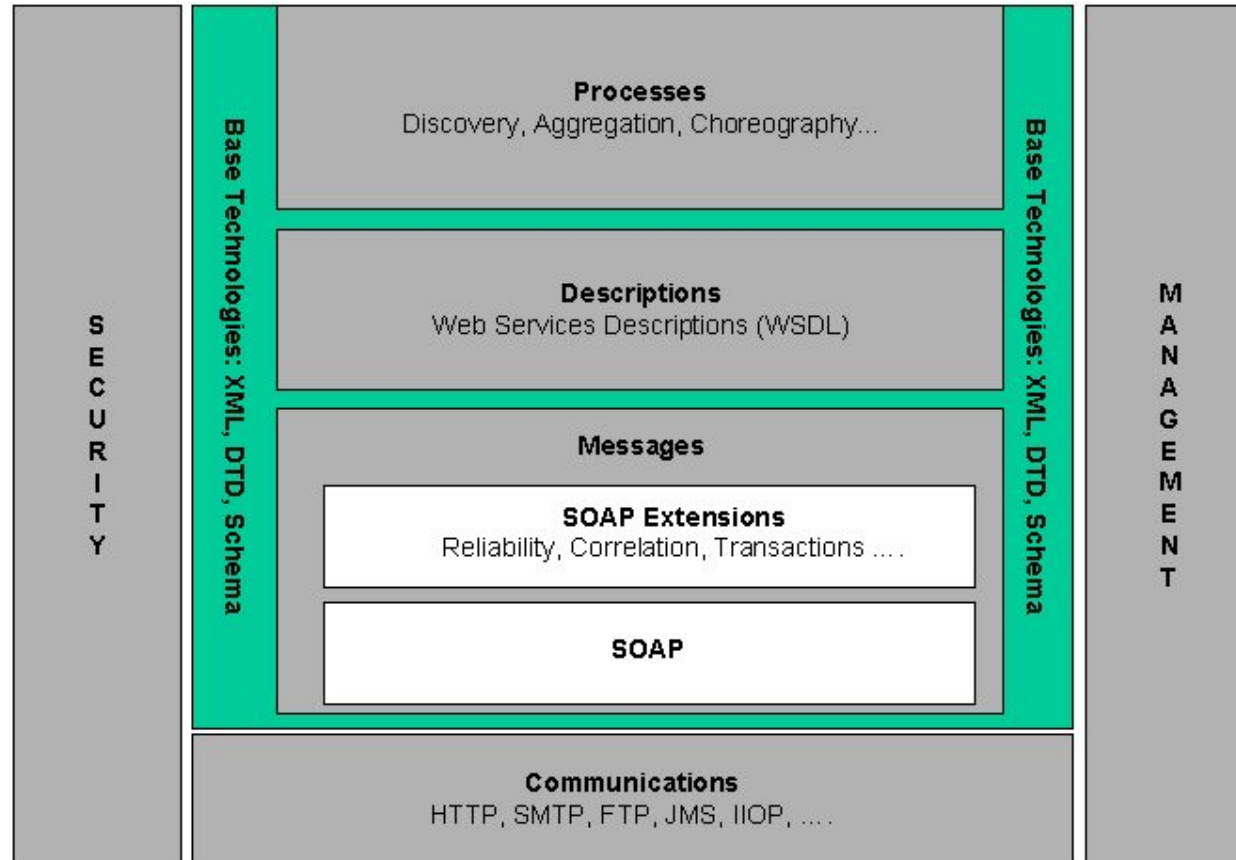 SECURITY
Base Technologies: XML, DTD, Schema
Processes
Discovery, Aggregation, Choreography...
Descriptions
Web Services Descriptions (WSDL)
Messages
SOAP Extensions
Reliability, Correlation, Transactions ....
SOAP
Base Technologies: XML, DTD, Schema
MANAGEMENT
Communications
HTTP, SMTP, FTP, JMS, IIOP, ....